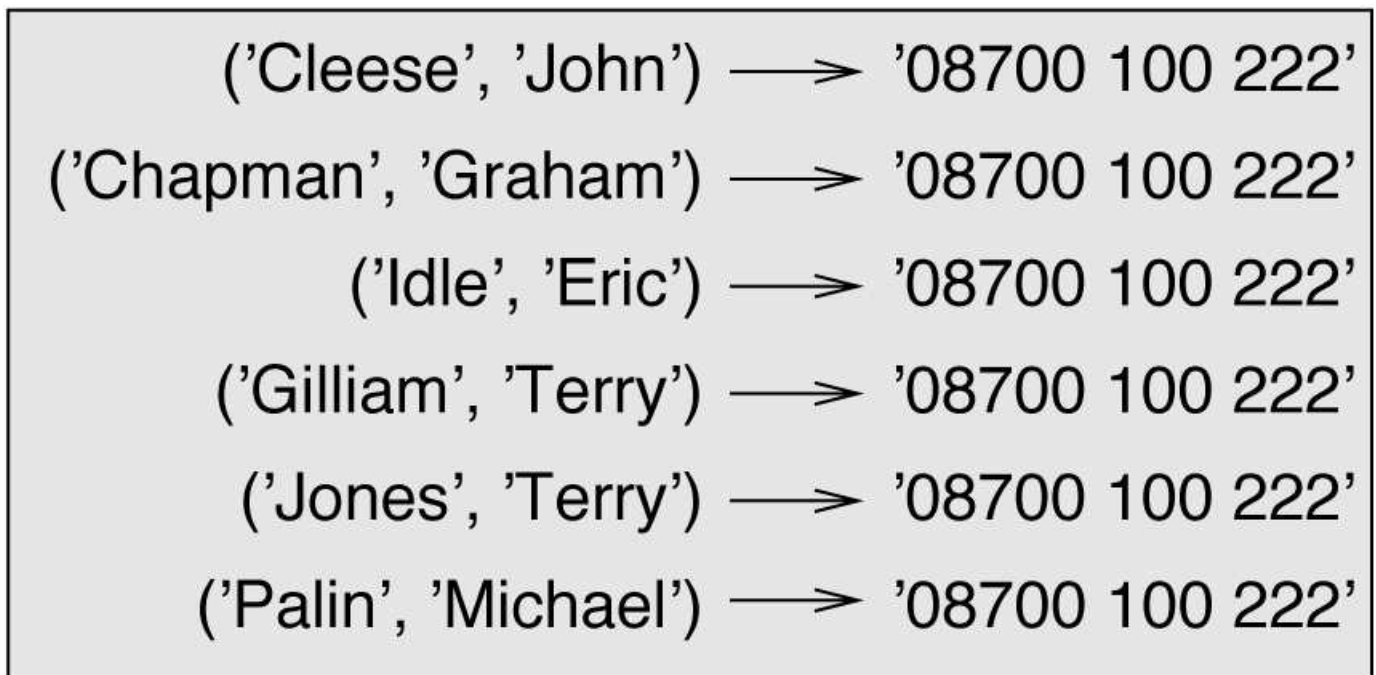 ('Cleese', 'John') ⟶ '08700 100 222'
('Chapman', 'Graham') ⟶ '08700 100 222'
('Idle', 'Eric') ⟶ '08700 100 222'
('Gilliam', 'Terry') ⟶ '08700 100 222'
('Jones', 'Terry') ⟶ '08700 100 222'
('Palin', 'Michael') ⟶ '08700 100 222'